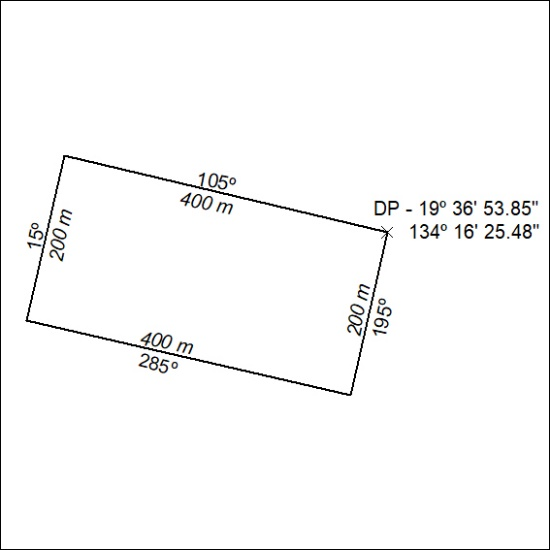 105º
400 m
DP - 19º 36' 53.85"
134º 16' 25.48"
15º
200 m
200 m
195º
400 m
285º